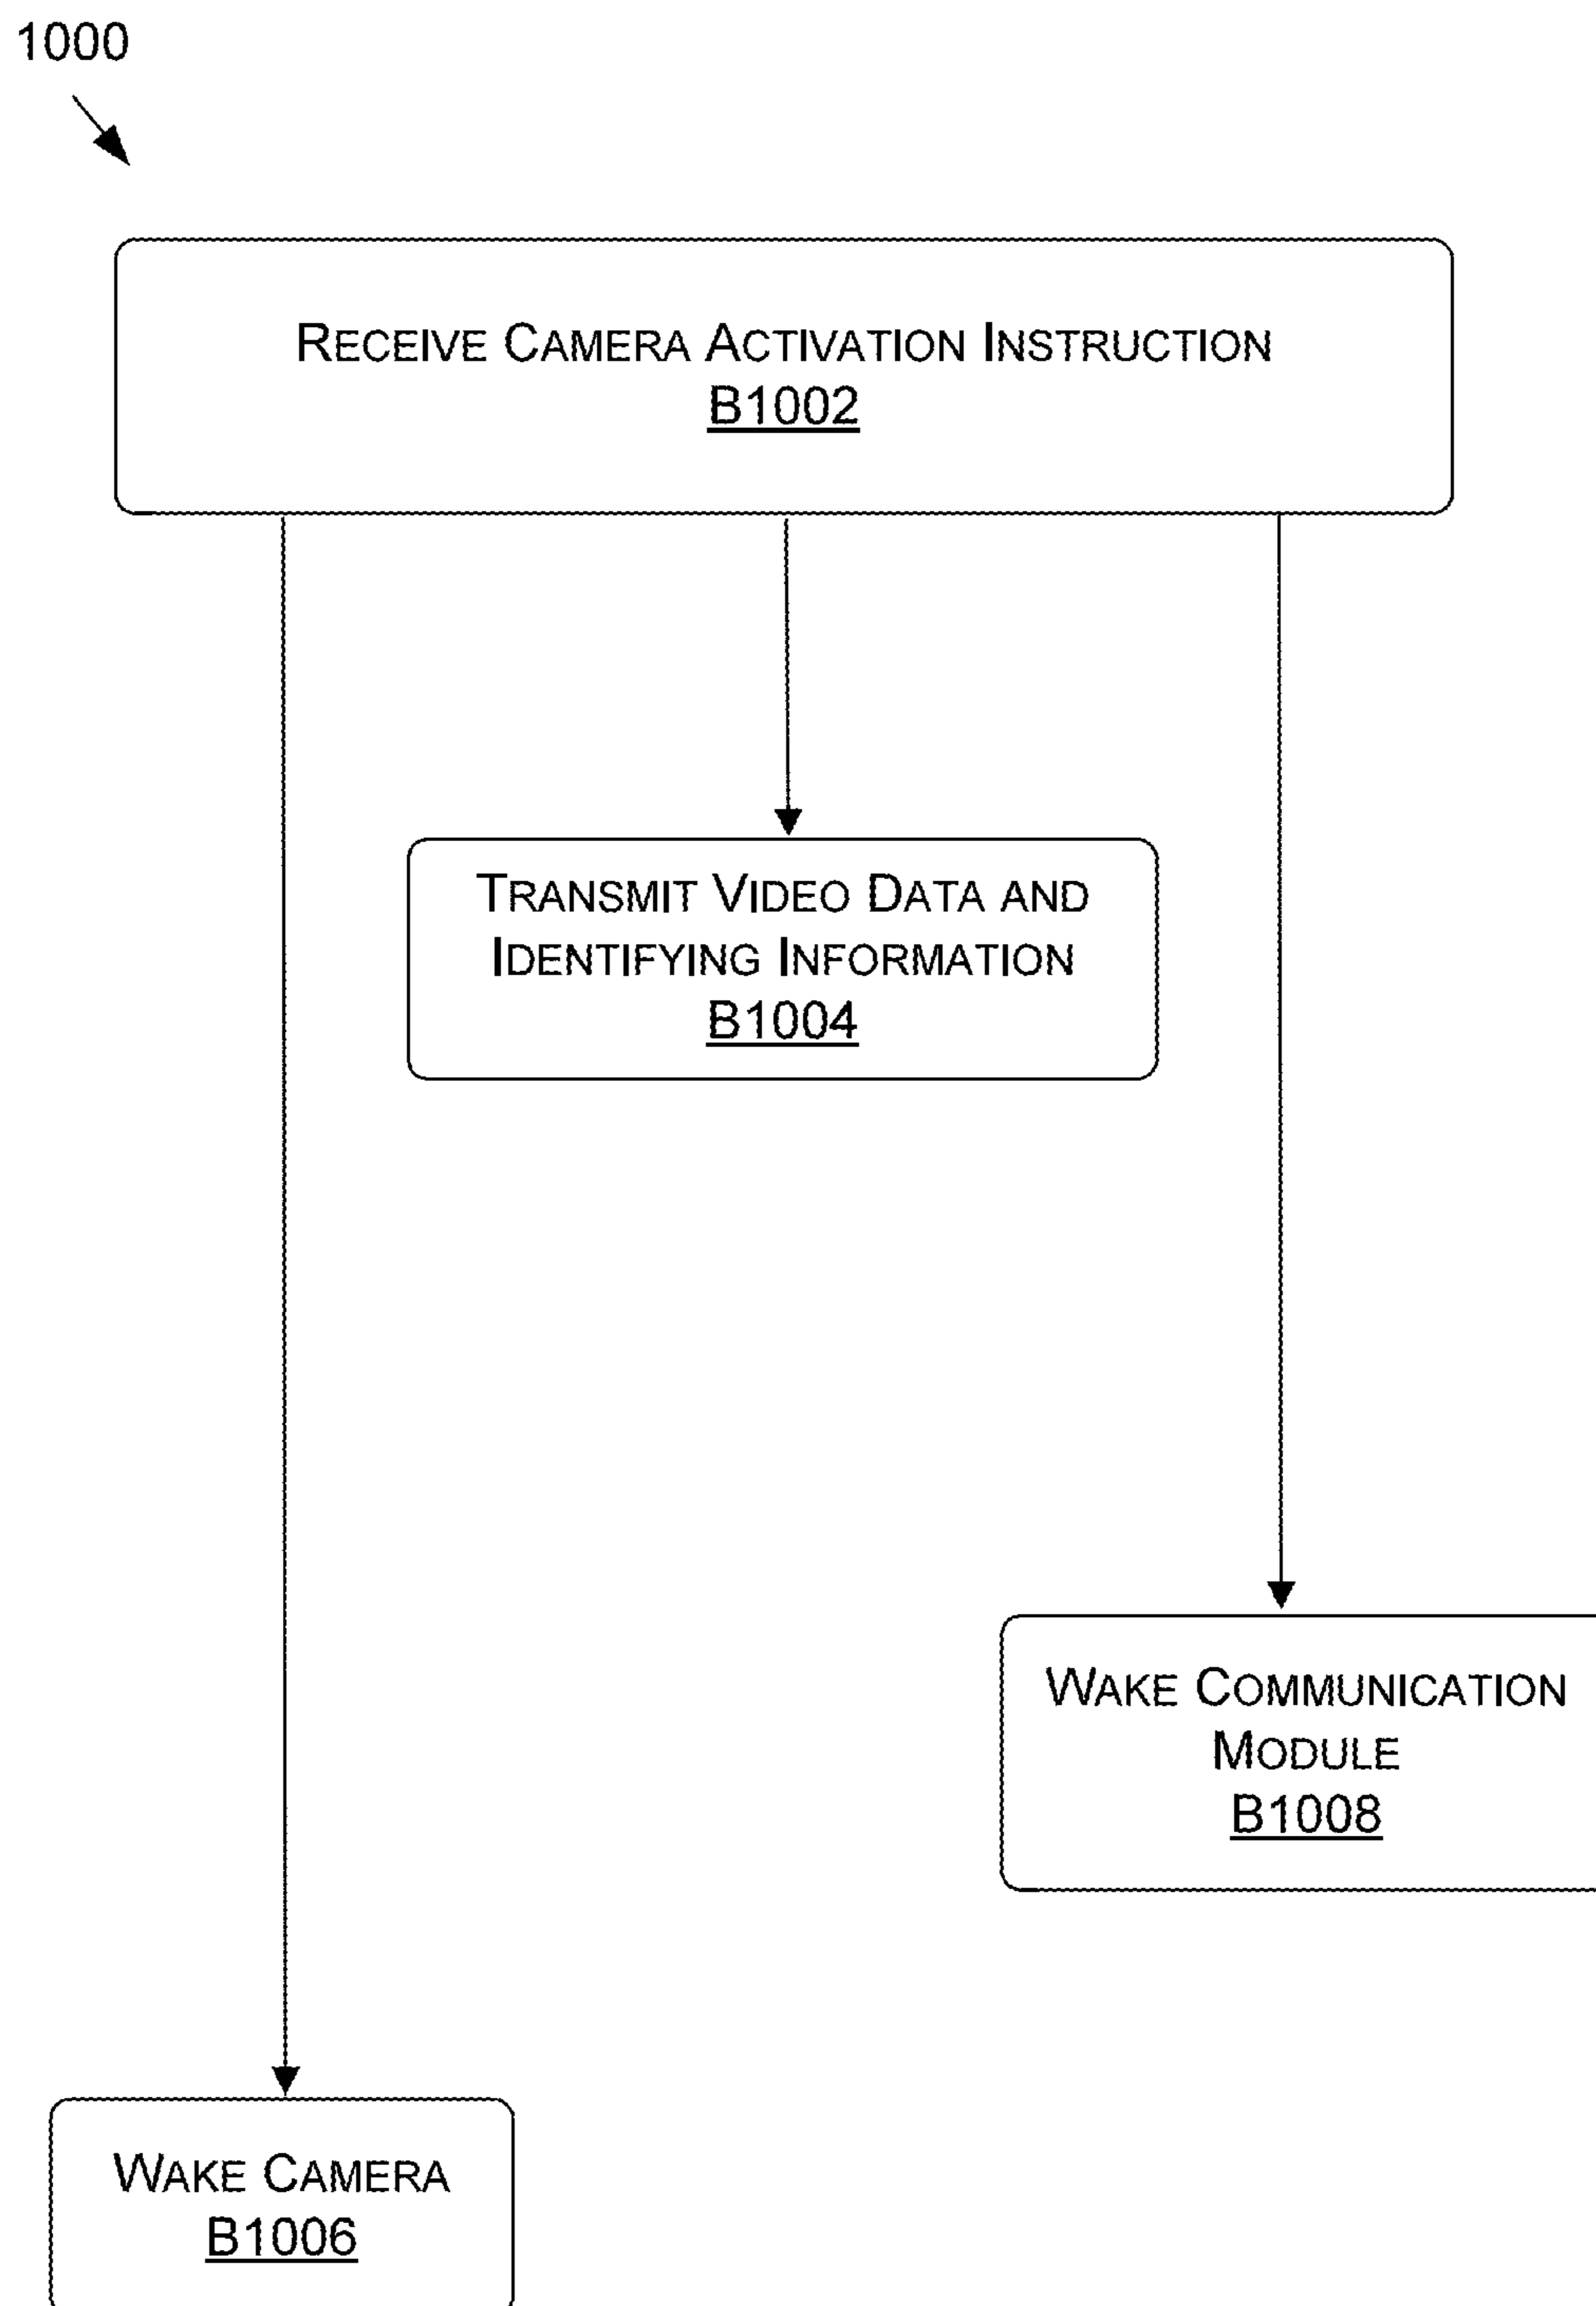 1000
RECEIVE CAMERA ACTIVATION INSTRUCTION
B1002
TRANSMIT VIDEO DATA AND
IDENTIFYING INFORMATION
B1004
WAKE COMMUNICATION
MODULE
B1008
WAKE CAMERA
B1006